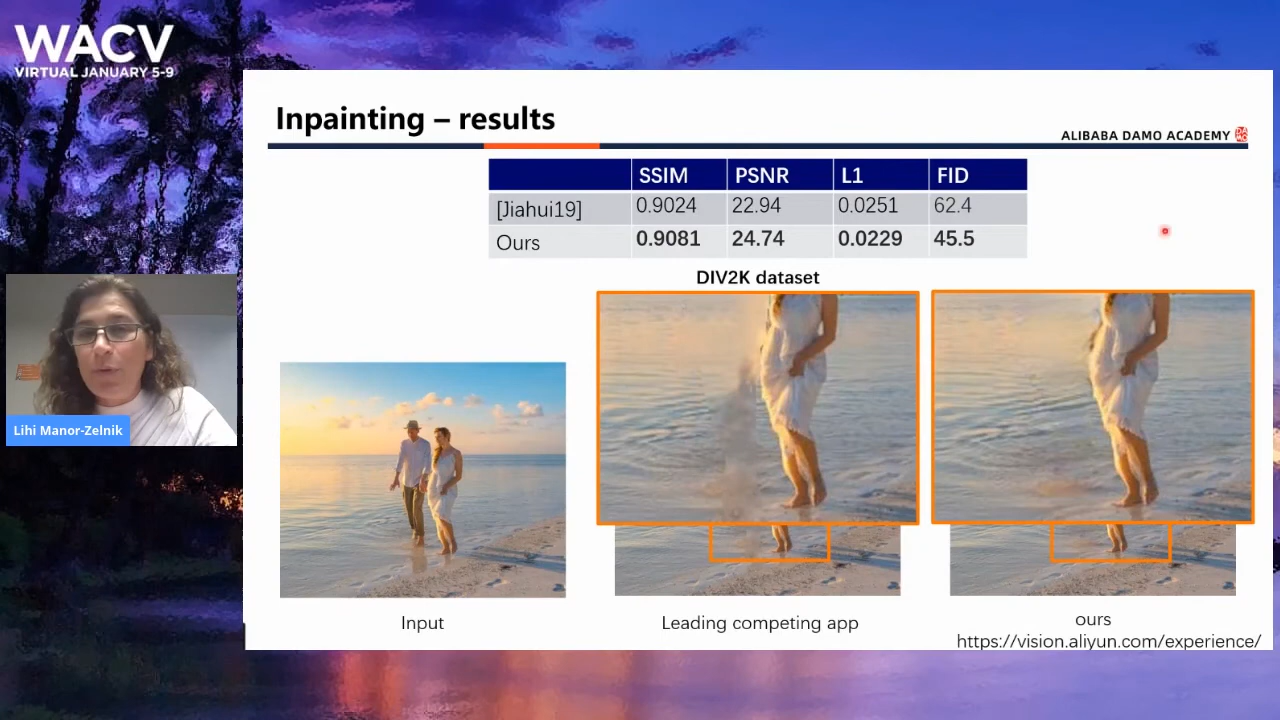 WACV
VIRTUAL JANUARY 5-9
Inpainting – results
ALIBABA DAMO ACADEMY
SSIM PSNR L1 FID
[Jiahui19] 0.9024 22.94 0.0251 62.4
Ours 0.9081 24.74 0.0229 45.5
DIV2K dataset
Lihi Manor-Zelnik
Input
Leading competing app
ours
https://vision.aliyun.com/experience/